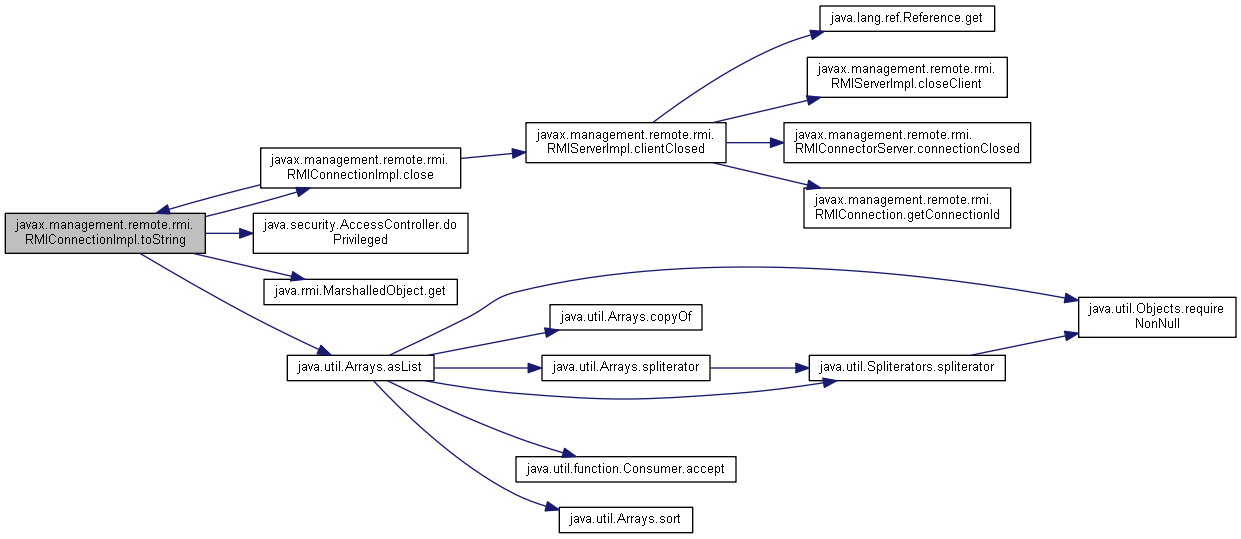 java.lang.ref.Reference.get
javax.management.remote.rmi.
RMIServerImpl.closeClient
javax.management.remote.rmi.
RMIServerImpl.clientClosed
javax.management.remote.rmi.
RMIConnectorServer.connectionClosed
javax.management.remote.rmi.
RMIConnectionImpl.close
javax.management.remote.rmi.
RMIConnection.getConnectionId
javax.management.remote.rmi.
RMIConnectionImpl.toString
java.security.AccessController.do
Privileged
java.rmi.MarshalledObject.get
java.util.Objects.require
NonNull
java.util.Arrays.copyOf
java.util.Arrays.asList
java.util.Arrays.spliterator
java.util.Spliterators.spliterator
java.util.function.Consumer.accept
java.util.Arrays.sort